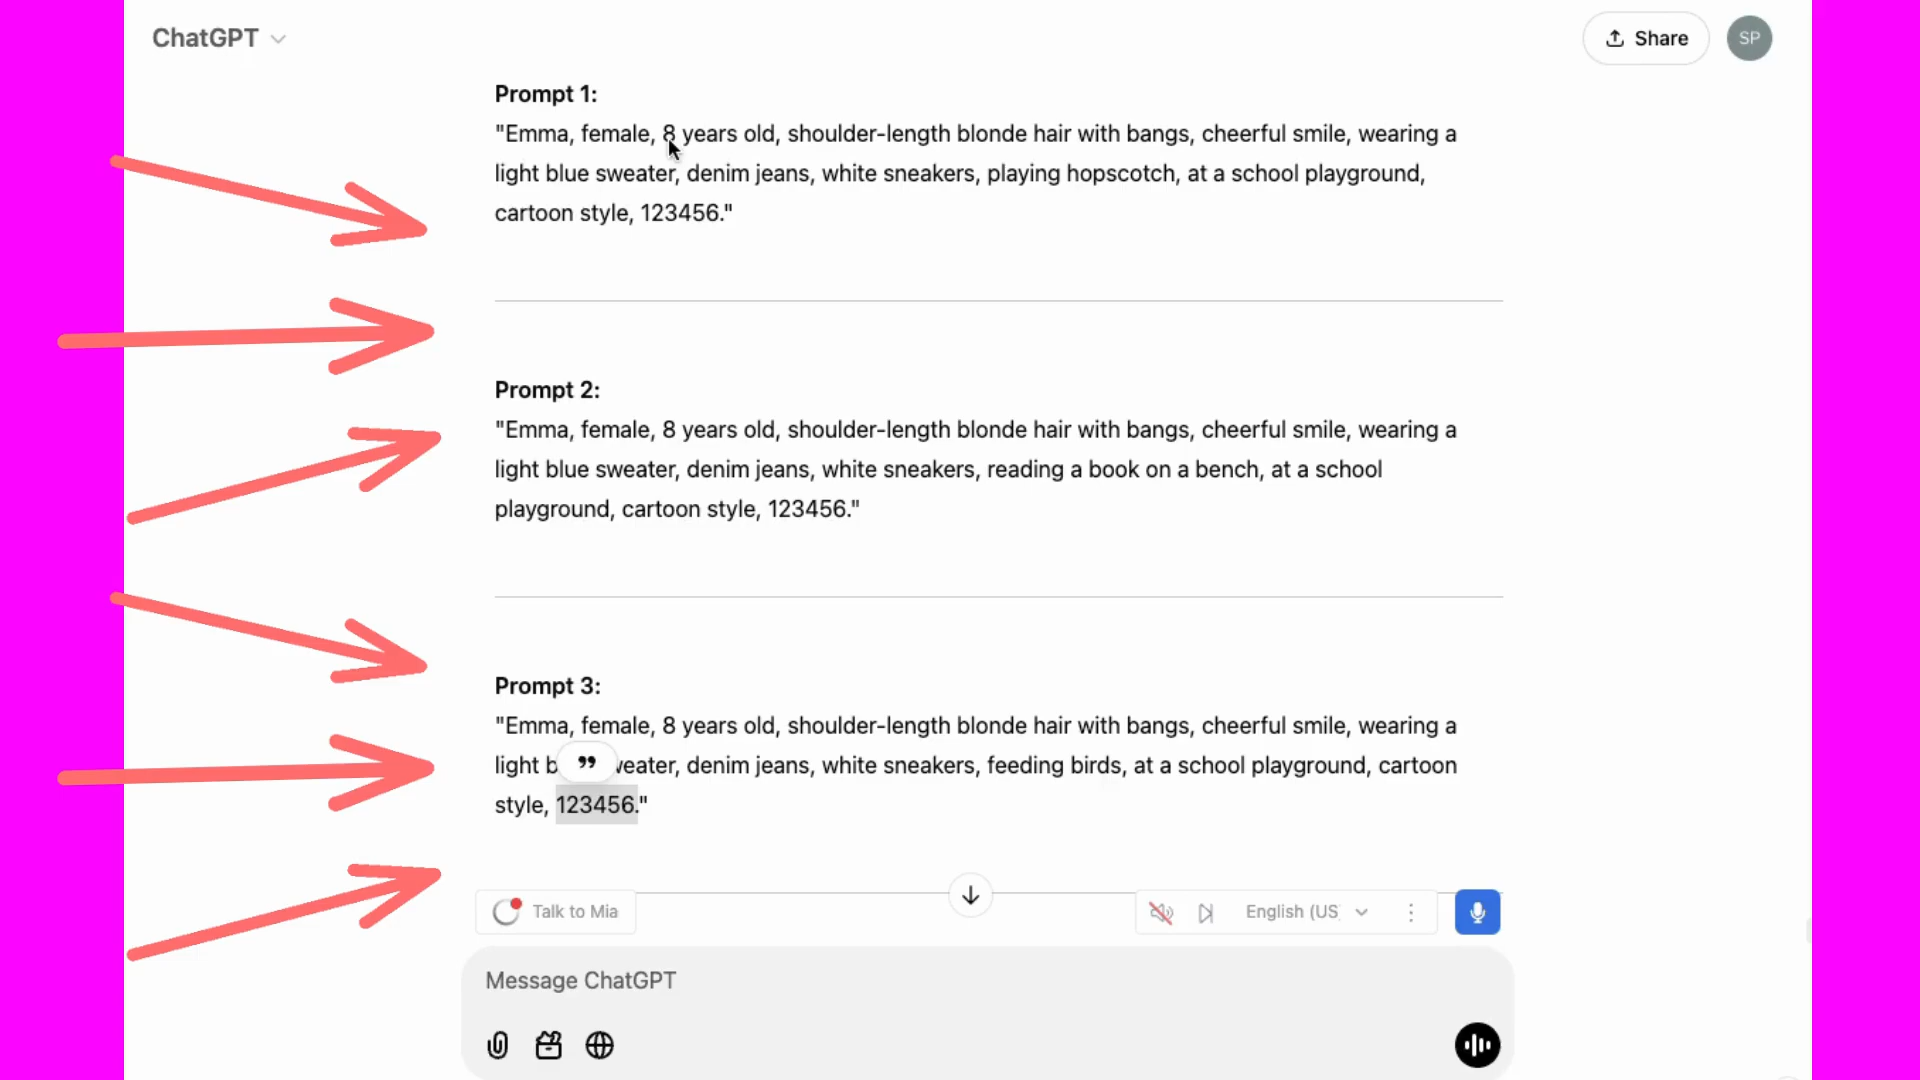 ChatGPT
Share
SP
Prompt 1:
"Emma, female, 8 years old, shoulder-length blonde hair with bangs, cheerful smile, wearing a
light blue sweater, denim jeans, white sneakers, playing hopscotch, at a school playground,
cartoon style, 123456."
Prompt 2:
"Emma, female, 8 years old, shoulder-length blonde hair with bangs, cheerful smile, wearing a
light blue sweater, denim jeans, white sneakers, reading a book on a bench, at a school
playground, cartoon style, 123456."
Prompt 3:
"Emma, female, 8 years old, shoulder-length blonde hair with bangs, cheerful smile, wearing a
light b weater, denim jeans, white sneakers, feeding birds, at a school playground, cartoon
style, 123456."
Talk to Mia
English (US
Message ChatGPT